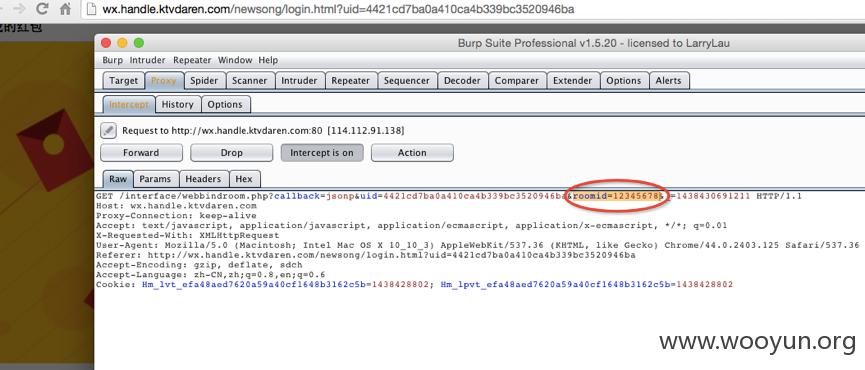 wx.handle.ktvdaren.com/newsong/login.html?uid=4421cd7ba0a410ca4b339bc3520946ba
的红包
Burp Suite Professional v1.5.20 - licensed to LarryLau
Burp Intruder Repeater Window Help
Target Proxy Spider Scanner Intruder Repeater Sequencer Decoder Comparer Extender Options Alerts
Intercept History Options
Request to http://wx.handle.ktvdaren.com:80 [114.112.91.138]
Forward Drop Intercept is on Action
Raw Params Headers Hex
GET /interface/webbindroom.php?callback=jsonp&uid=4421cd7ba0a410ca4b339bc3520946ba&roomid=12345678&_=1438430691211 HTTP/1.1
Host: wx.handle.ktvdaren.com
Proxy-Connection: keep-alive
Accept: text/javascript, application/javascript, application/ecmascript, application/x-ecmascript, */*; q=0.01
X-Requested-With: XMLHttpRequest
User-Agent: Mozilla/5.0 (Macintosh; Intel Mac OS X 10_10_3) AppleWebKit/537.36 (KHTML, like Gecko) Chrome/44.0.2403.125 Safari/537.36
Referer: http://wx.handle.ktvdaren.com/newsong/login.html?uid=4421cd7ba0a410ca4b339bc3520946ba
Accept-Encoding: gzip, deflate, sdch
Accept-Language: zh-CN,zh;q=0.8,en;q=0.6
Cookie: Hm_lvt_efa48aed7620a59a40cf1648b3162c5b=1438428802; Hm_lpvt_efa48aed7620a59a40cf1648b3162c5b=1438428802
www.wooyun.org